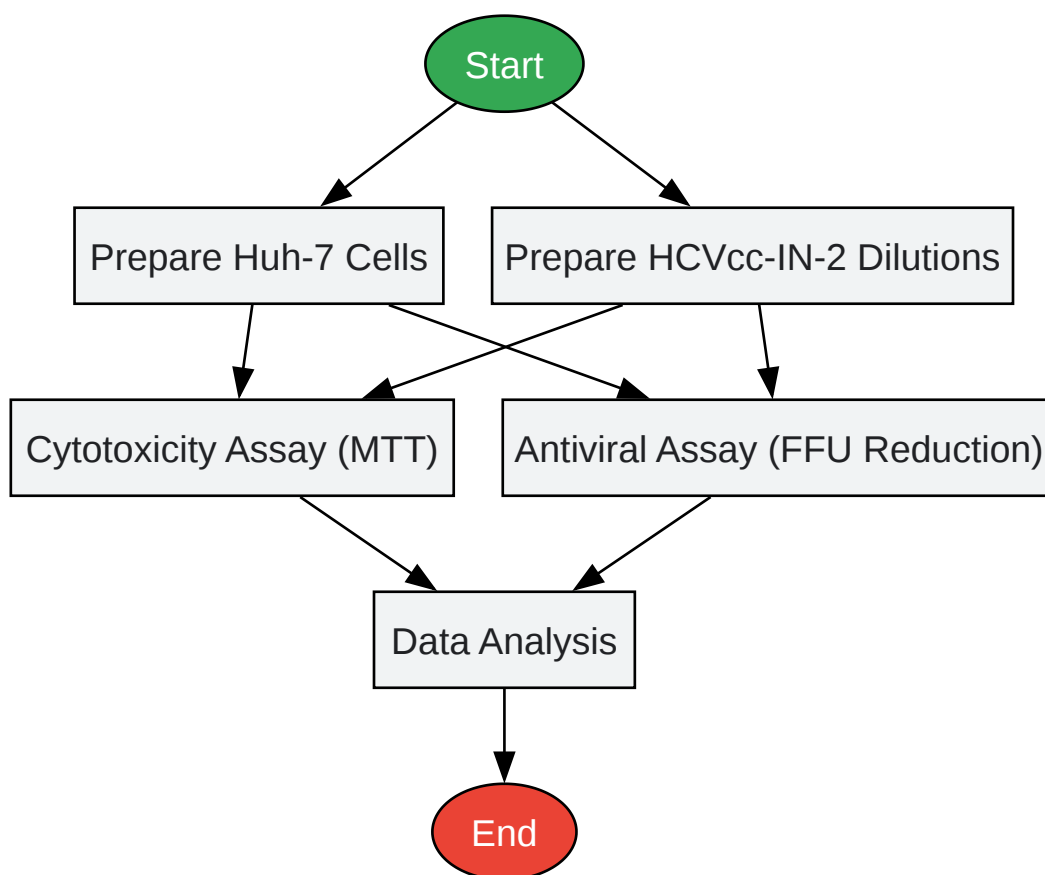 Start
Prepare Huh-7 Cells
Prepare HCVcc-IN-2 Dilutions
Cytotoxicity Assay (MTT)
Antiviral Assay (FFU Reduction)
Data Analysis
End